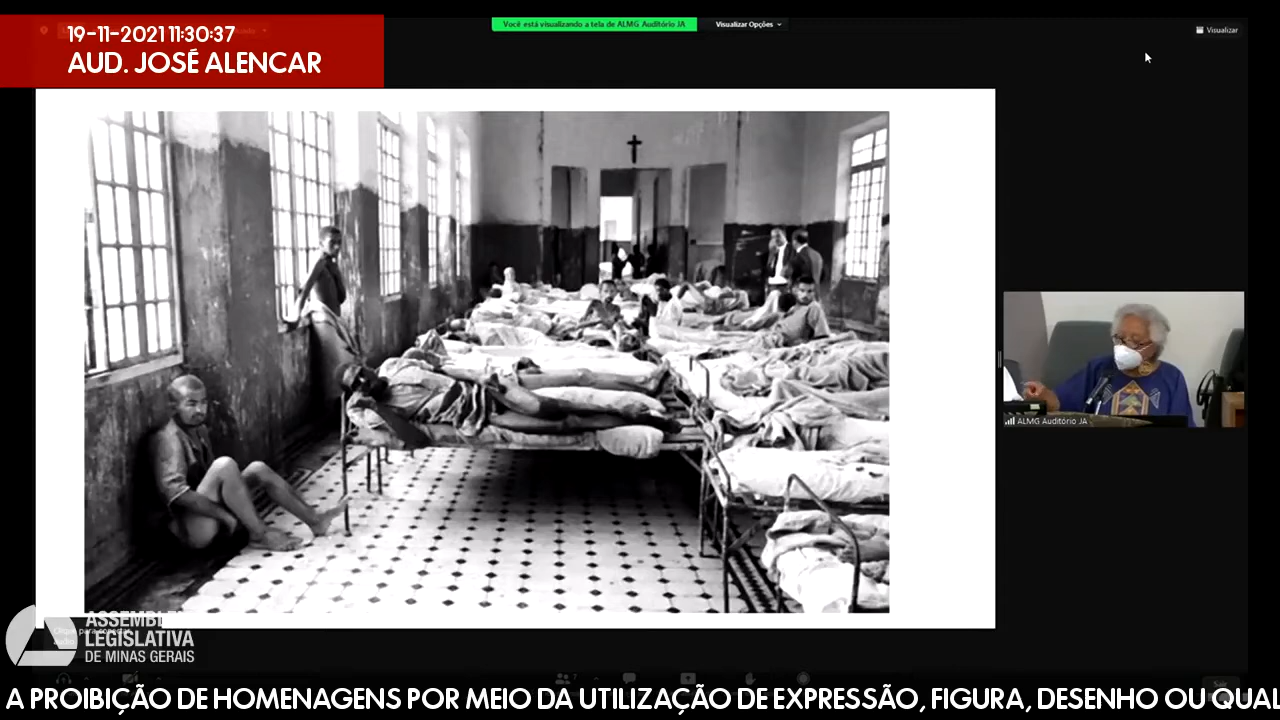 19-11-2021 11:30:37
AUD. JOSÉ ALENCAR
Você está visualizando a tela de ALMG Auditório JA
Visualizar Opções
Visualizar
ALMG Auditório JA
ASSEMBLEI
LEGISLATIVA
DE MINAS GERAIS
Sair
A PROIBIÇÃO DE HOMENAGENS POR MEIO DA UTILIZAÇÃO DE EXPRESSÃO, FIGURA, DESENHO OU QUAL